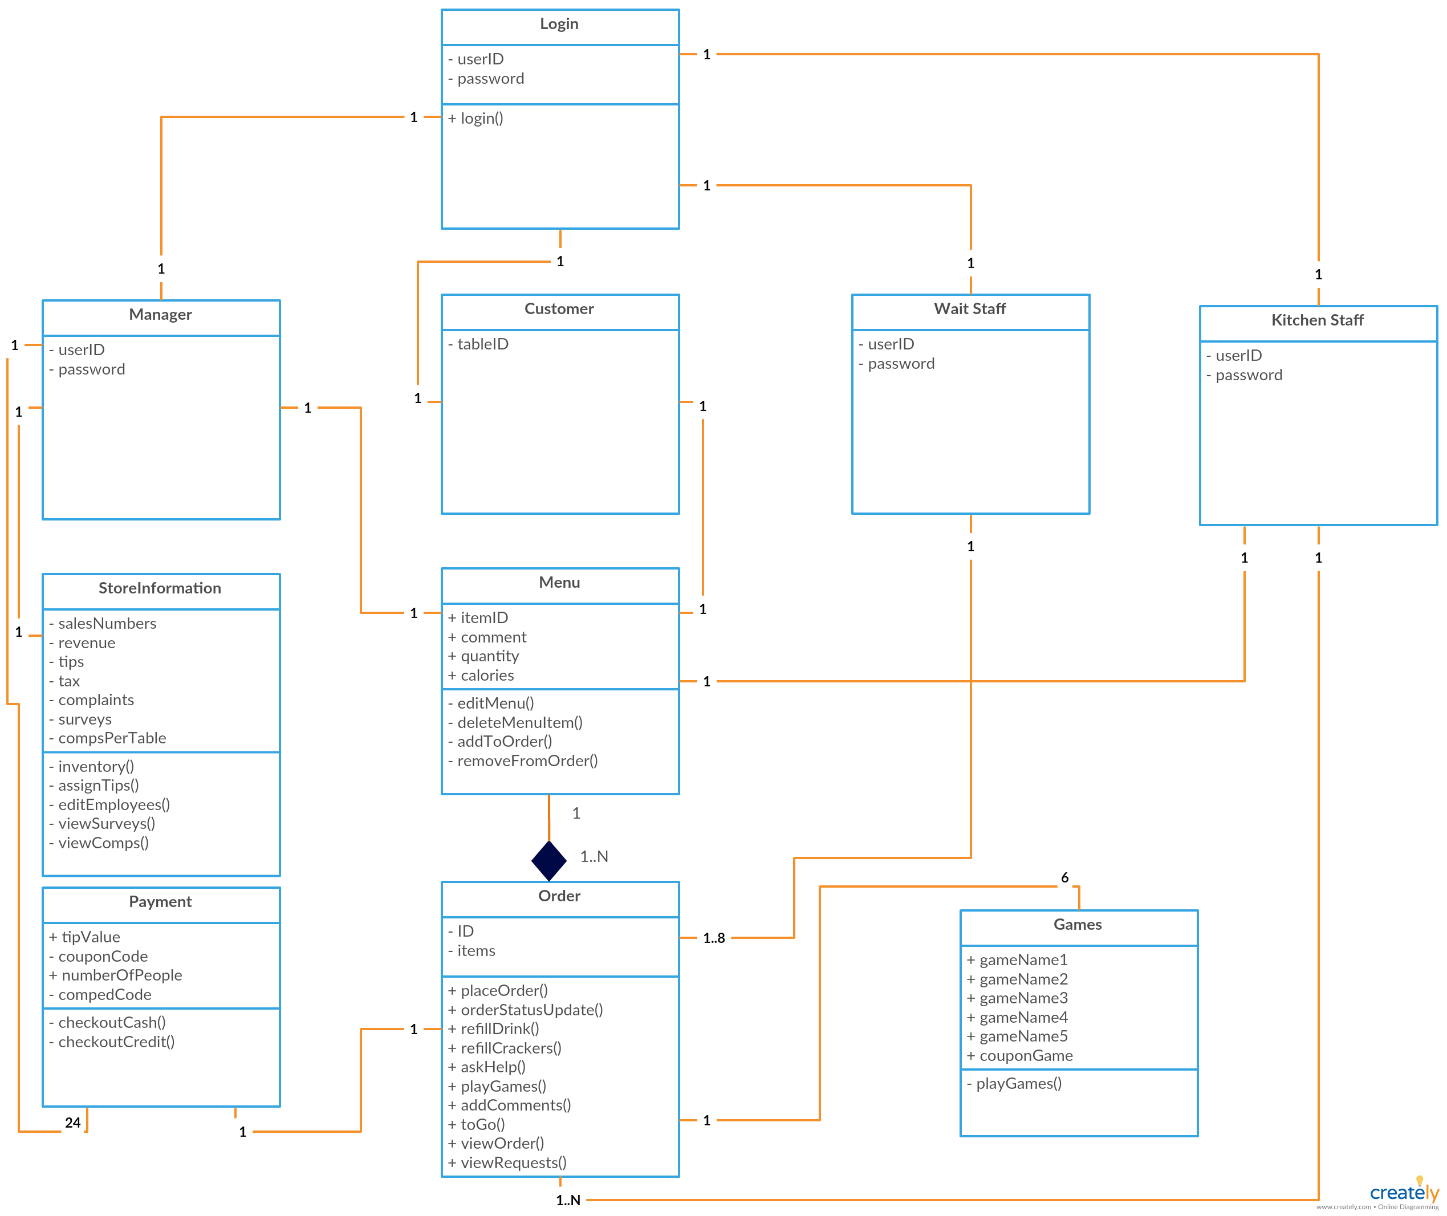 Login
- userID
- password
+ login()
1
1
1
1
1
1
1
Manager
- userID
- password
1
1
1
Customer
- tableID
1
1
Wait Staff
- userID
- password
1
Kitchen Staff
- userID
- password
1
1
StoreInformation
- salesNumbers
- revenue
- tips
- tax
- complaints
- surveys
- compsPerTable
- inventory()
- assignTips()
- editEmployees()
- viewSurveys()
- viewComps()
1
Menu
+ itemID
+ comment
+ quantity
+ calories
- editMenu()
- deleteMenuItem()
- addToOrder()
- removeFromOrder()
1
1
1
1
1..N
Payment
+ tipValue
- couponCode
+ numberOfPeople
- compedCode
- checkoutCash()
- checkoutCredit()
24
1
Order
- ID
- items
+ placeOrder()
+ orderStatusUpdate()
+ refillDrink()
+ refillCrackers()
+ askHelp()
+ playGames()
+ addComments()
+ toGo()
+ viewOrder()
+ viewRequests()
1
1..8
1
1..N
6
Games
+ gameName1
+ gameName2
+ gameName3
+ gameName4
+ gameName5
+ couponGame
- playGames()
creately
www.creately.com • Online Diagramming